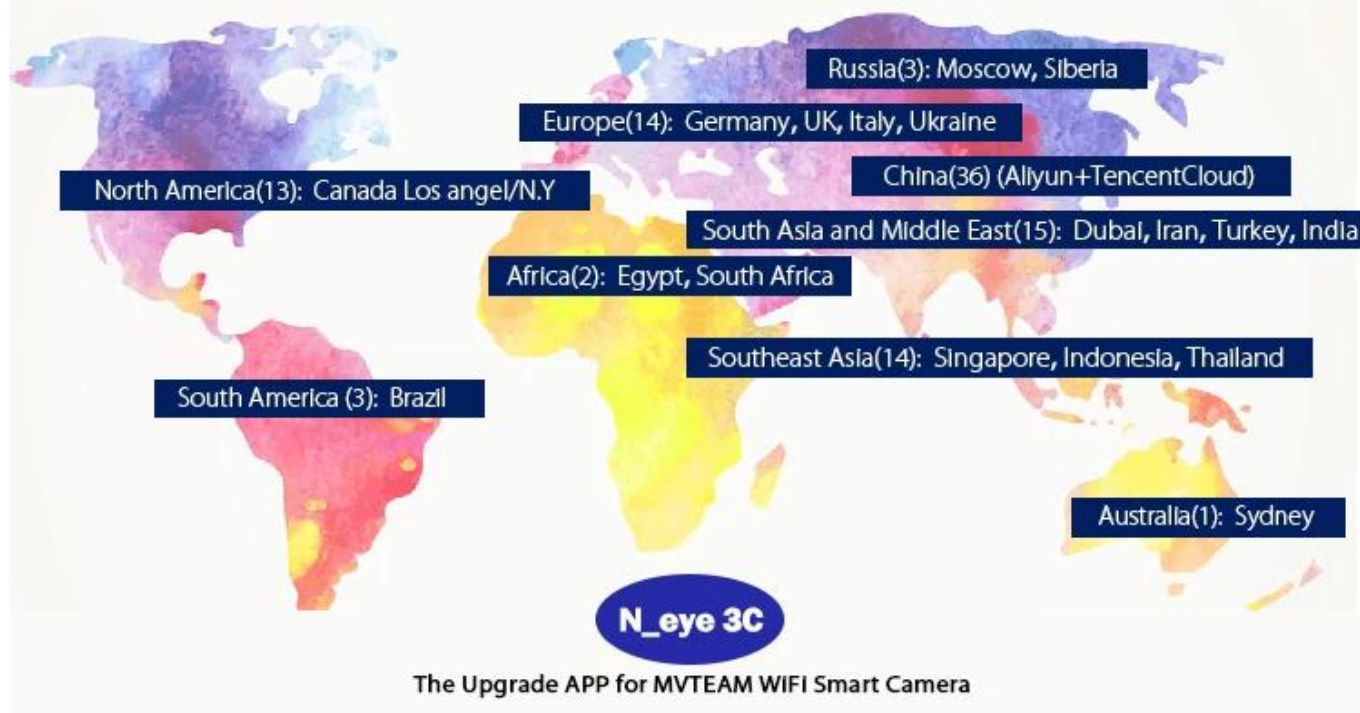 Russia(3): Moscow, Siberia
Europe(14): Germany, UK, Italy, Ukraine
China(36) (Aliyun+TencentCloud)
North America(13): Canada Los angel/N.Y
South Asia and Middle East(15): Dubai, Iran, Turkey, India
Africa(2): Egypt, South Africa
Southeast Asia(14): Singapore, Indonesia, Thailand
South America (3): Brazil
Australia(1): Sydney
N_eye 3C
The Upgrade APP for MVTEAM WiFi Smart Camera